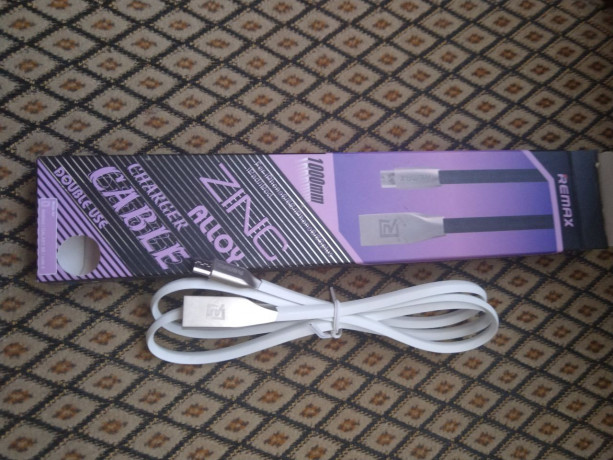 REMAX
1000mm
ZINC
ALLOY
CHARGER
CABLE
DOUBLE USE